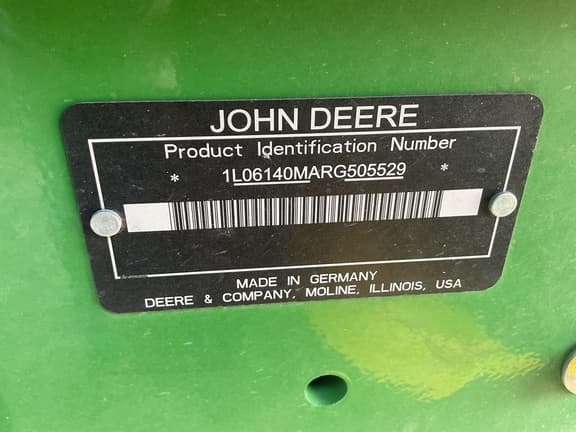 JOHN DEERE
Product Identification Number
* 1L06140MARG505529 *
MADE IN GERMANY
DEERE & COMPANY, MOLINE, ILLINOIS, USA